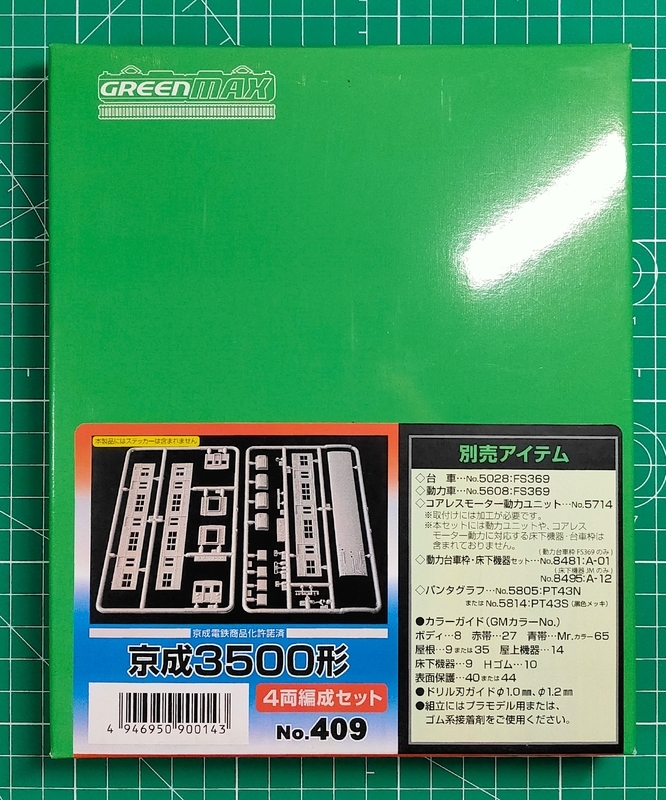 GREENMAX
本製品にはステッカーは含まれません
京成電鉄商品化許諾済
京成3500形
4両編成セット
4 946950 900143
No.409
別売アイテム
◇台　車…No.5028:FS369
◇動力車…No.5608:FS369
◇コアレスモーター動力ユニット…No.5714
※取付けには加工が必要です。
※本セットには動力ユニットや、コアレス
モーター動力に対応する床下機器･台車枠は
含まれておりません。
(動力台車枠 FS369 のみ)
◇動力台車枠・床下機器セット…No.8481:A-01
(床下機器 JM のみ)
No.8495:A-12
◇パンタグラフ…No.5805:PT43N
または No.5814:PT43S (黒色メッキ)
●カラーガイド(GMカラーNo.)
ボディ…8　赤帯…27　青帯…Mr.カラー65
屋根…9または35　屋上機器…14
床下機器…9　Hゴム…10
表面保護…40または44
●ドリル刃ガイドφ1.0㎜、φ1.2㎜
●組立にはプラモデル用または、
ゴム系接着剤をご使用ください。